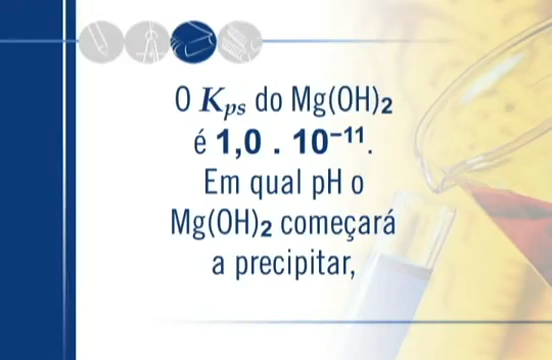 O Kps do Mg(OH)₂
é 1,0 . 10⁻¹¹.
Em qual pH o
Mg(OH)₂ começará
a precipitar,